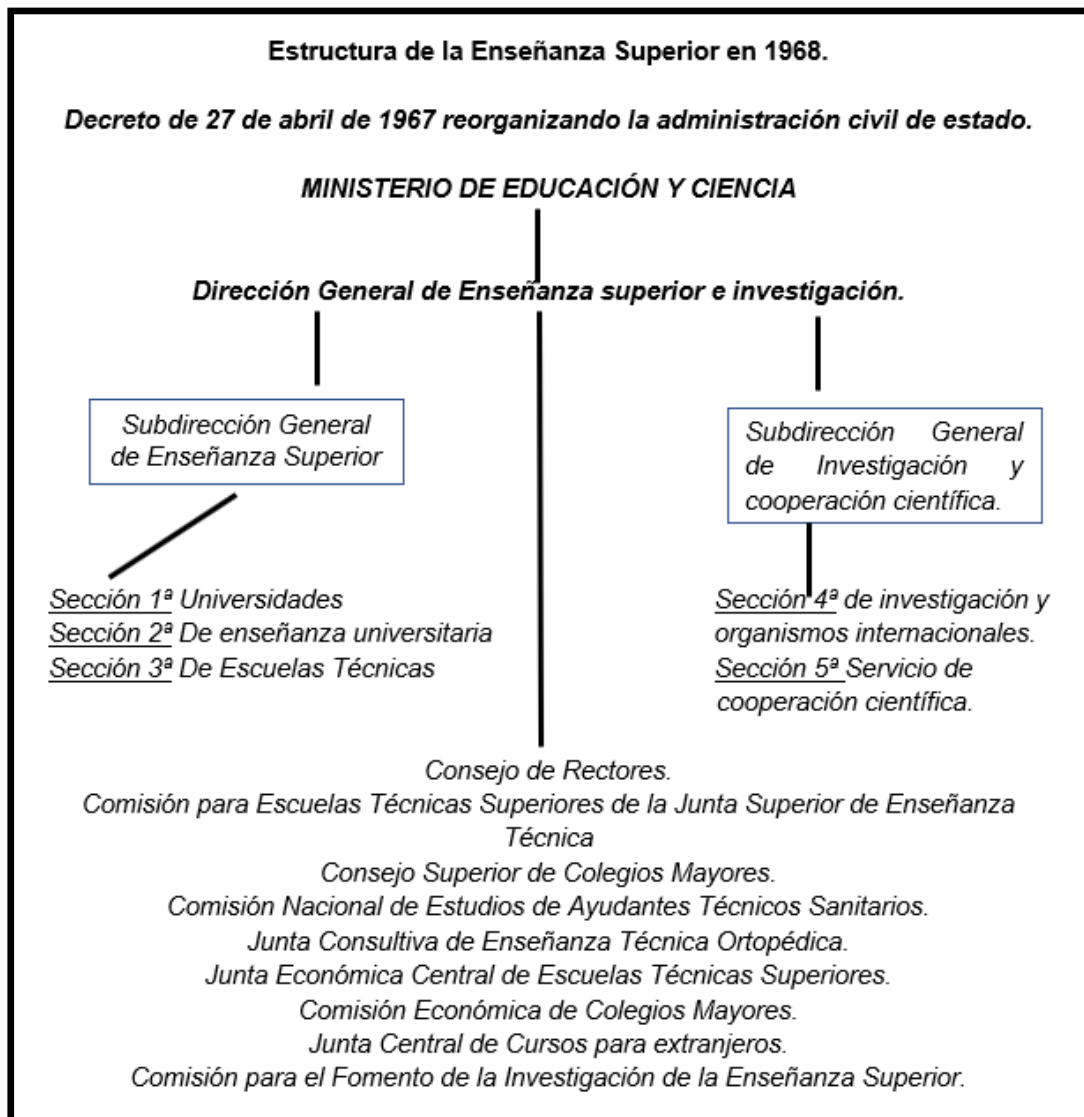 Estructura de la Enseñanza Superior en 1968.
Decreto de 27 de abril de 1967 reorganizando la administración civil de estado.
MINISTERIO DE EDUCACIÓN Y CIENCIA
Dirección General de Enseñanza superior e investigación.
Subdirección General
de Enseñanza Superior
Subdirección General
de Investigación y
cooperación científica.
Sección 1ª Universidades
Sección 2ª De enseñanza universitaria
Sección 3ª De Escuelas Técnicas
Sección 4ª de investigación y
organismos internacionales.
Sección 5ª Servicio de
cooperación científica.
Consejo de Rectores.
Comisión para Escuelas Técnicas Superiores de la Junta Superior de Enseñanza
Técnica
Consejo Superior de Colegios Mayores.
Comisión Nacional de Estudios de Ayudantes Técnicos Sanitarios.
Junta Consultiva de Enseñanza Técnica Ortopédica.
Junta Económica Central de Escuelas Técnicas Superiores.
Comisión Económica de Colegios Mayores.
Junta Central de Cursos para extranjeros.
Comisión para el Fomento de la Investigación de la Enseñanza Superior.